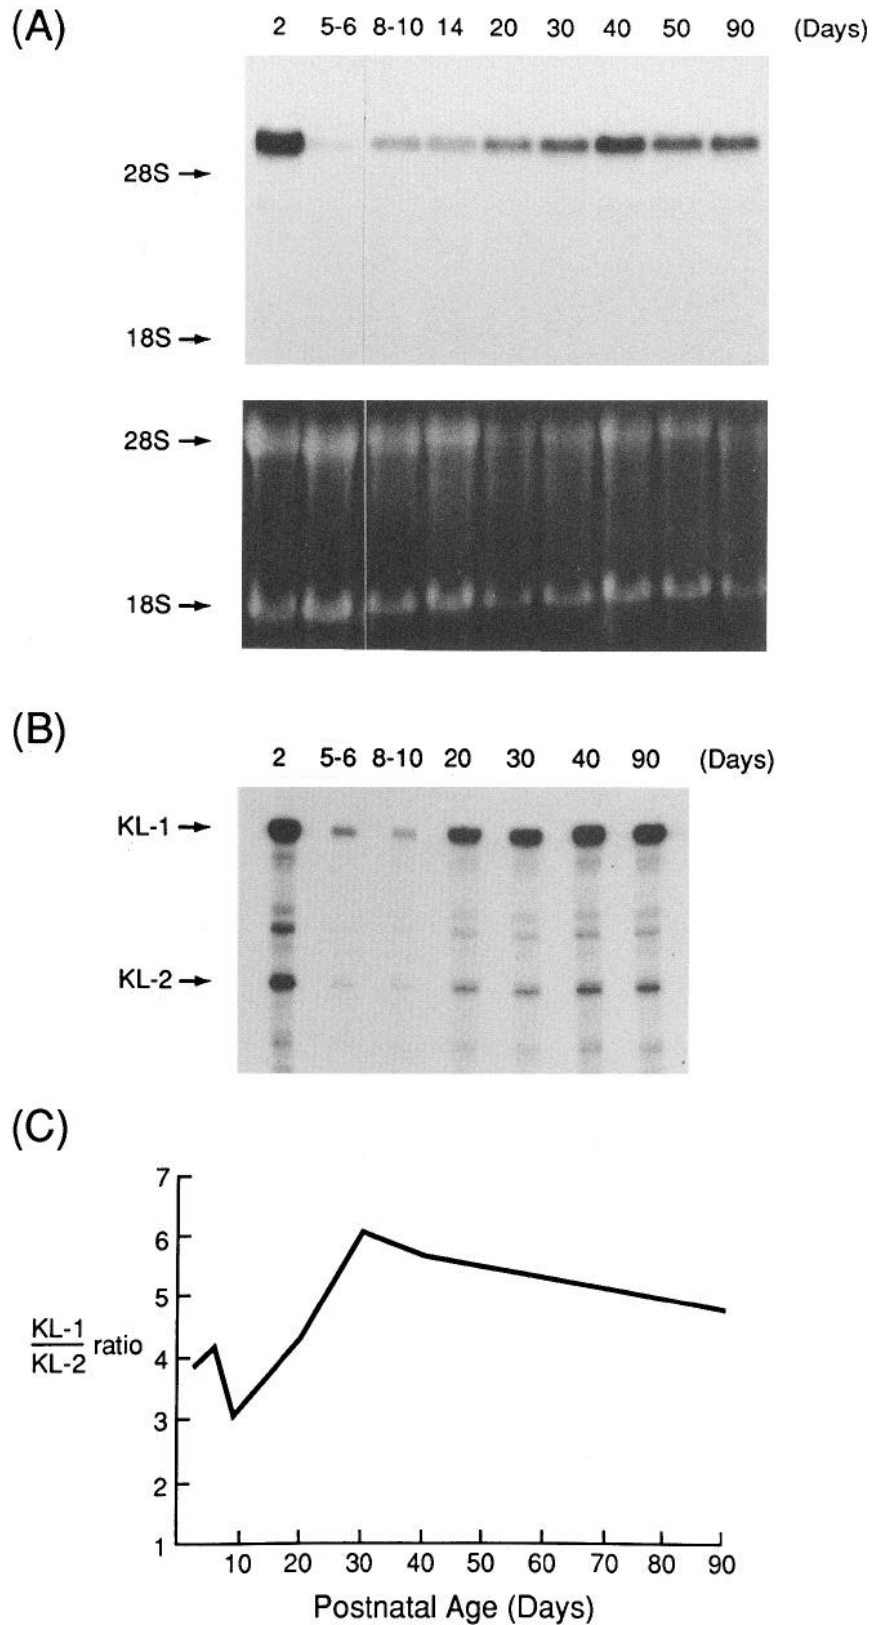 (A)
2 5-6 8-10 14 20 30 40 50 90 (Days)
28S
18S
28S
18S
(B)
2 5-6 8-10 20 30 40 90 (Days)
KL-1
KL-2
(C)
7
6
5
KL-1
KL-2 ratio
4
3
2
1
10 20 30 40 50 60 70 80 90
Postnatal Age (Days)